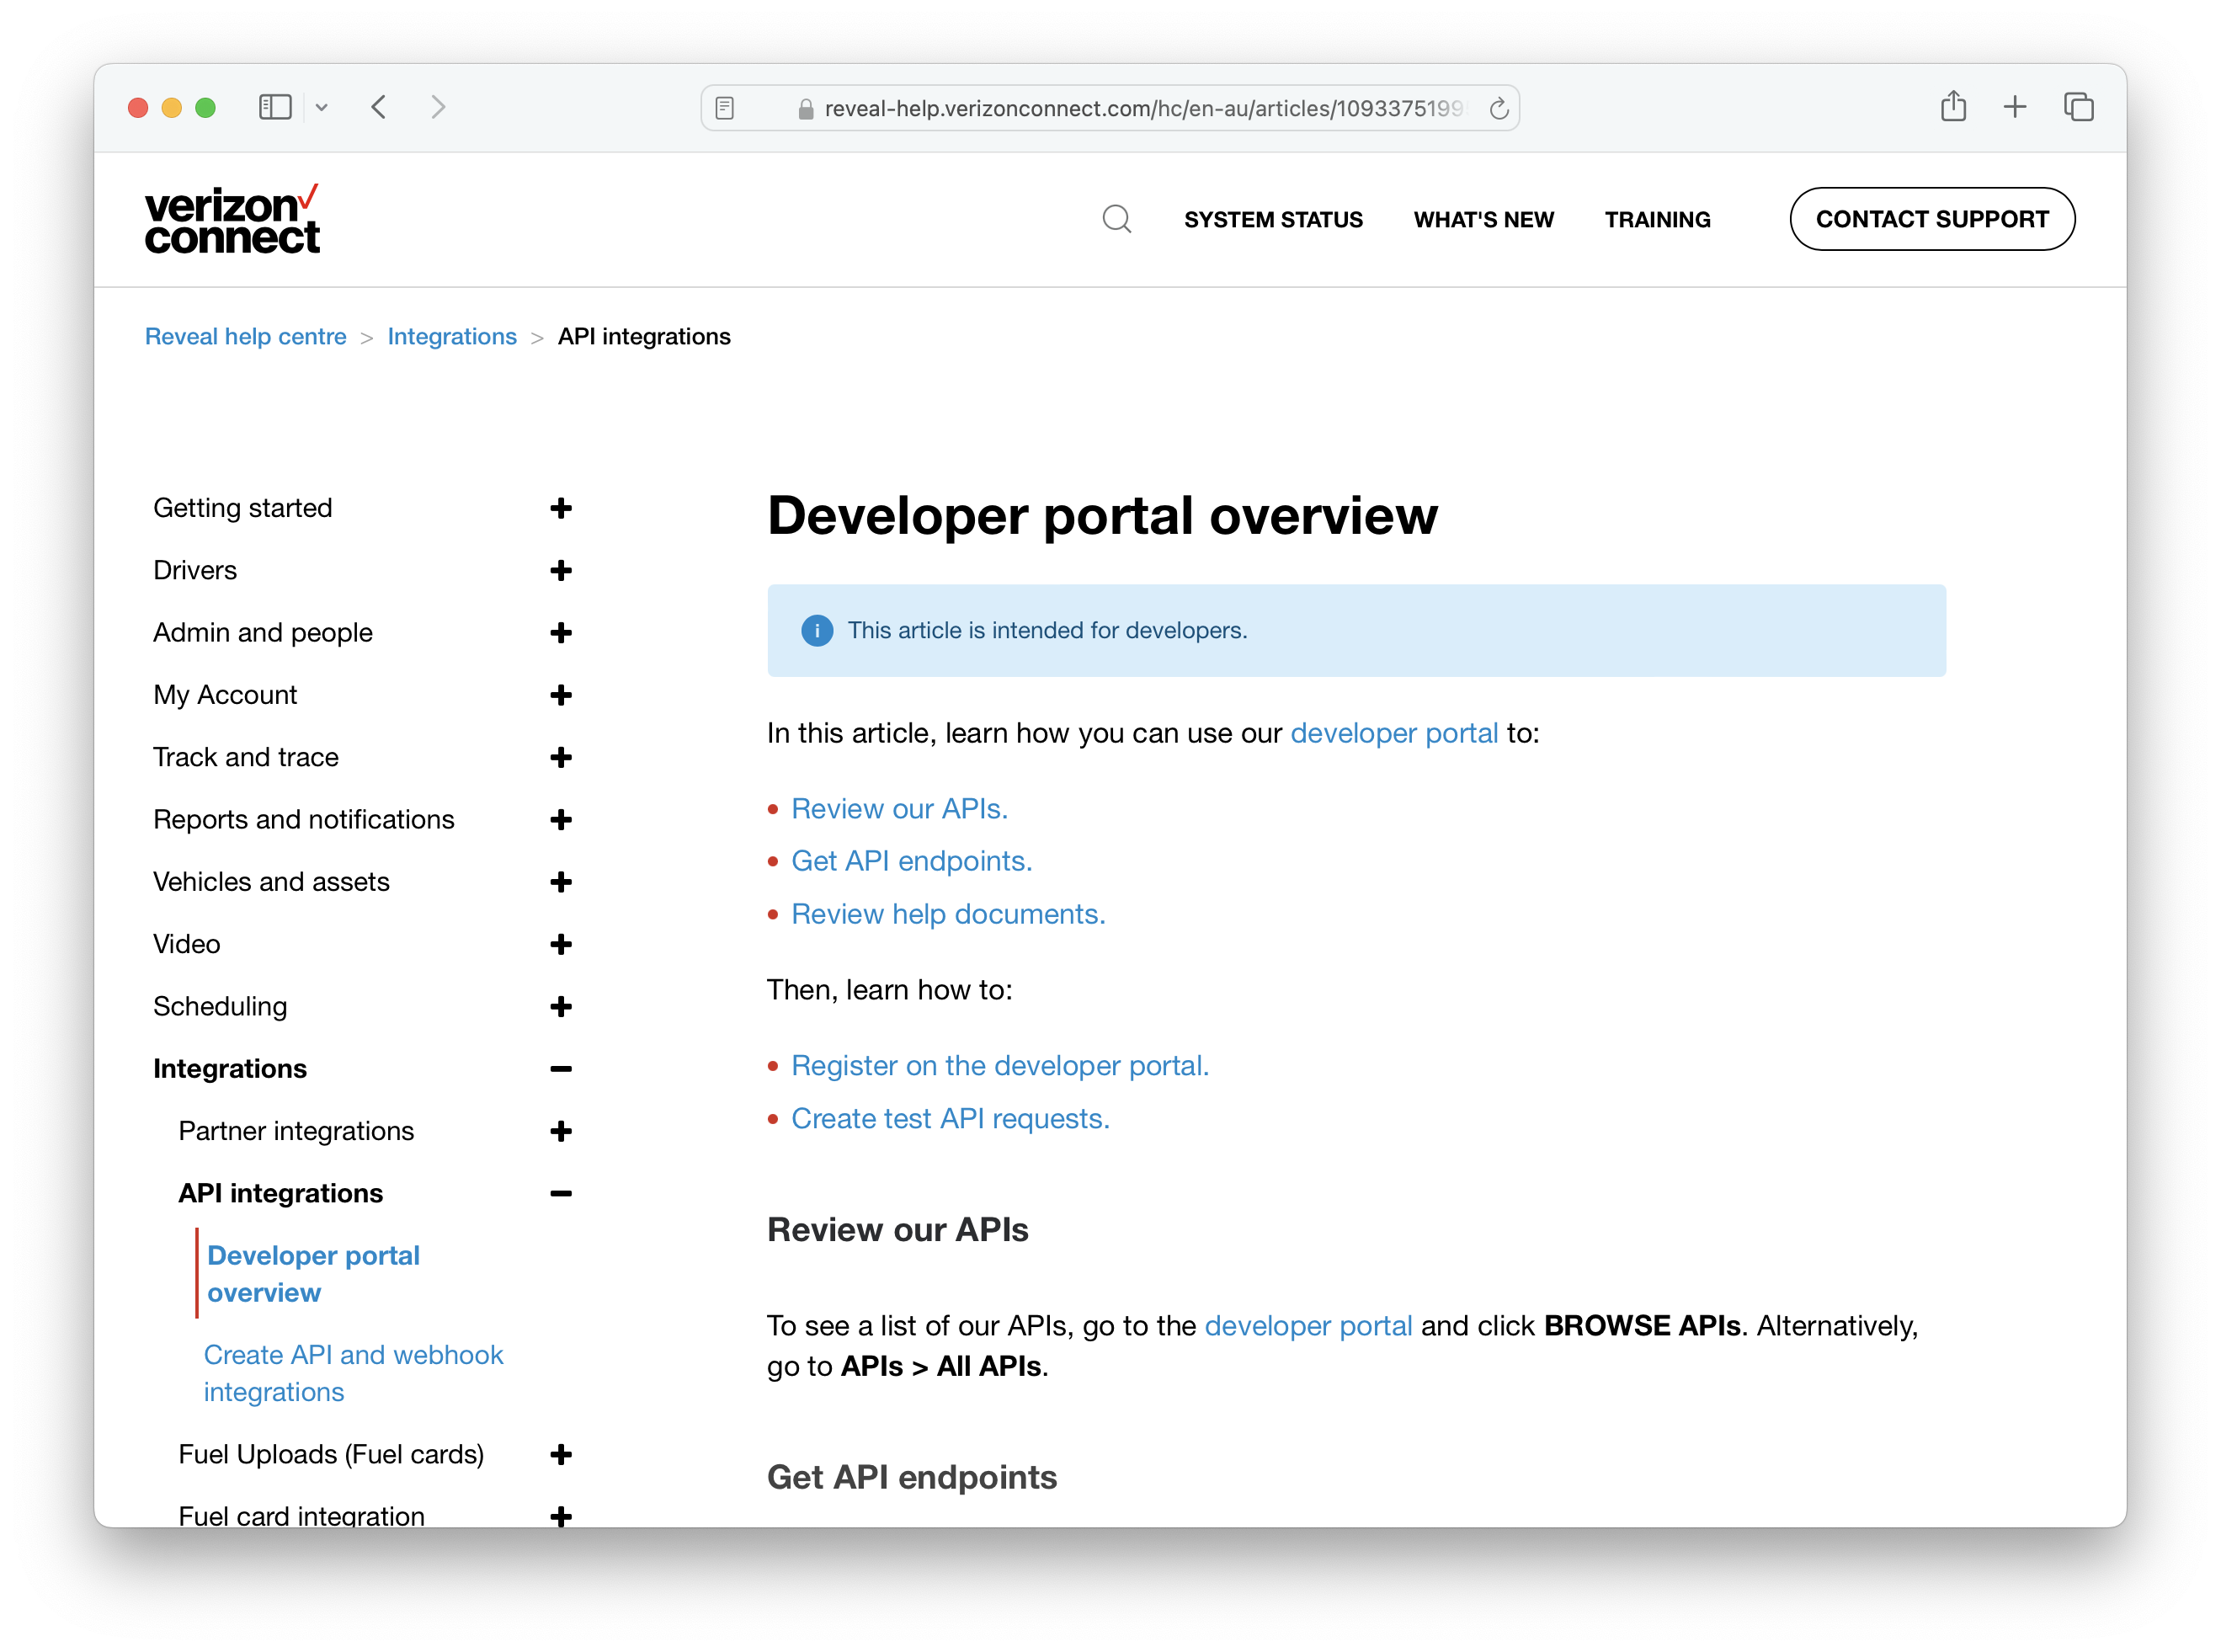 reveal-help.verizonconnect.com/hc/en-au/articles/1093375199
verizon
connect
SYSTEM STATUS
WHAT'S NEW
TRAINING
CONTACT SUPPORT
Reveal help centre > Integrations > API integrations
Getting started
Drivers
Admin and people
My Account
Track and trace
Reports and notifications
Vehicles and assets
Video
Scheduling
Integrations
Partner integrations
API integrations
Developer portal
overview
Create API and webhook
integrations
Fuel Uploads (Fuel cards)
Fuel card integration
Developer portal overview
This article is intended for developers.
In this article, learn how you can use our developer portal to:
Review our APIs.
Get API endpoints.
Review help documents.
Then, learn how to:
Register on the developer portal.
Create test API requests.
Review our APIs
To see a list of our APIs, go to the developer portal and click BROWSE APIs. Alternatively,
go to APIs > All APIs.
Get API endpoints